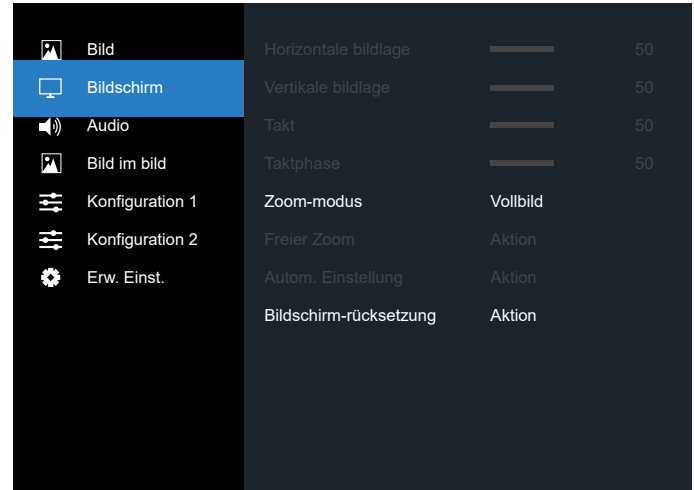 Bild
Bildschirm
Audio
Bild im bild
Konfiguration 1
Konfiguration 2
Erw. Einst.
Horizontale bildlage 50
Vertikale bildlage 50
Takt 50
Taktphase 50
Zoom-modus Vollbild
Freier Zoom Aktion
Autom. Einstellung Aktion
Bildschirm-rücksetzung Aktion